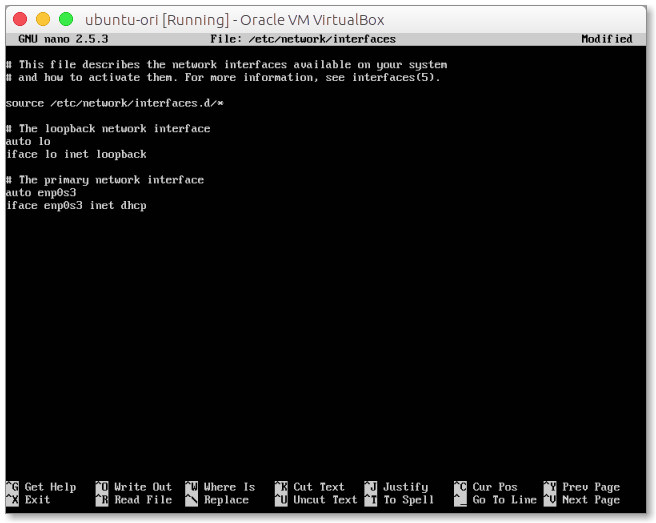 ubuntu-ori [Running] - Oracle VM VirtualBox
GNU nano 2.5.3 File: /etc/network/interfaces Modified
# This file describes the network interfaces available on your system
# and how to activate them. For more information, see interfaces(5).
source /etc/network/interfaces.d/*
# The loopback network interface
auto lo
iface lo inet loopback
# The primary network interface
auto enp0s3
iface enp0s3 inet dhcp
^G Get Help ^O Write Out ^W Where Is ^K Cut Text ^J Justify ^C Cur Pos ^Y Prev Page
^X Exit ^R Read File ^\ Replace ^U Uncut Text ^T To Spell ^_ Go To Line ^V Next Page